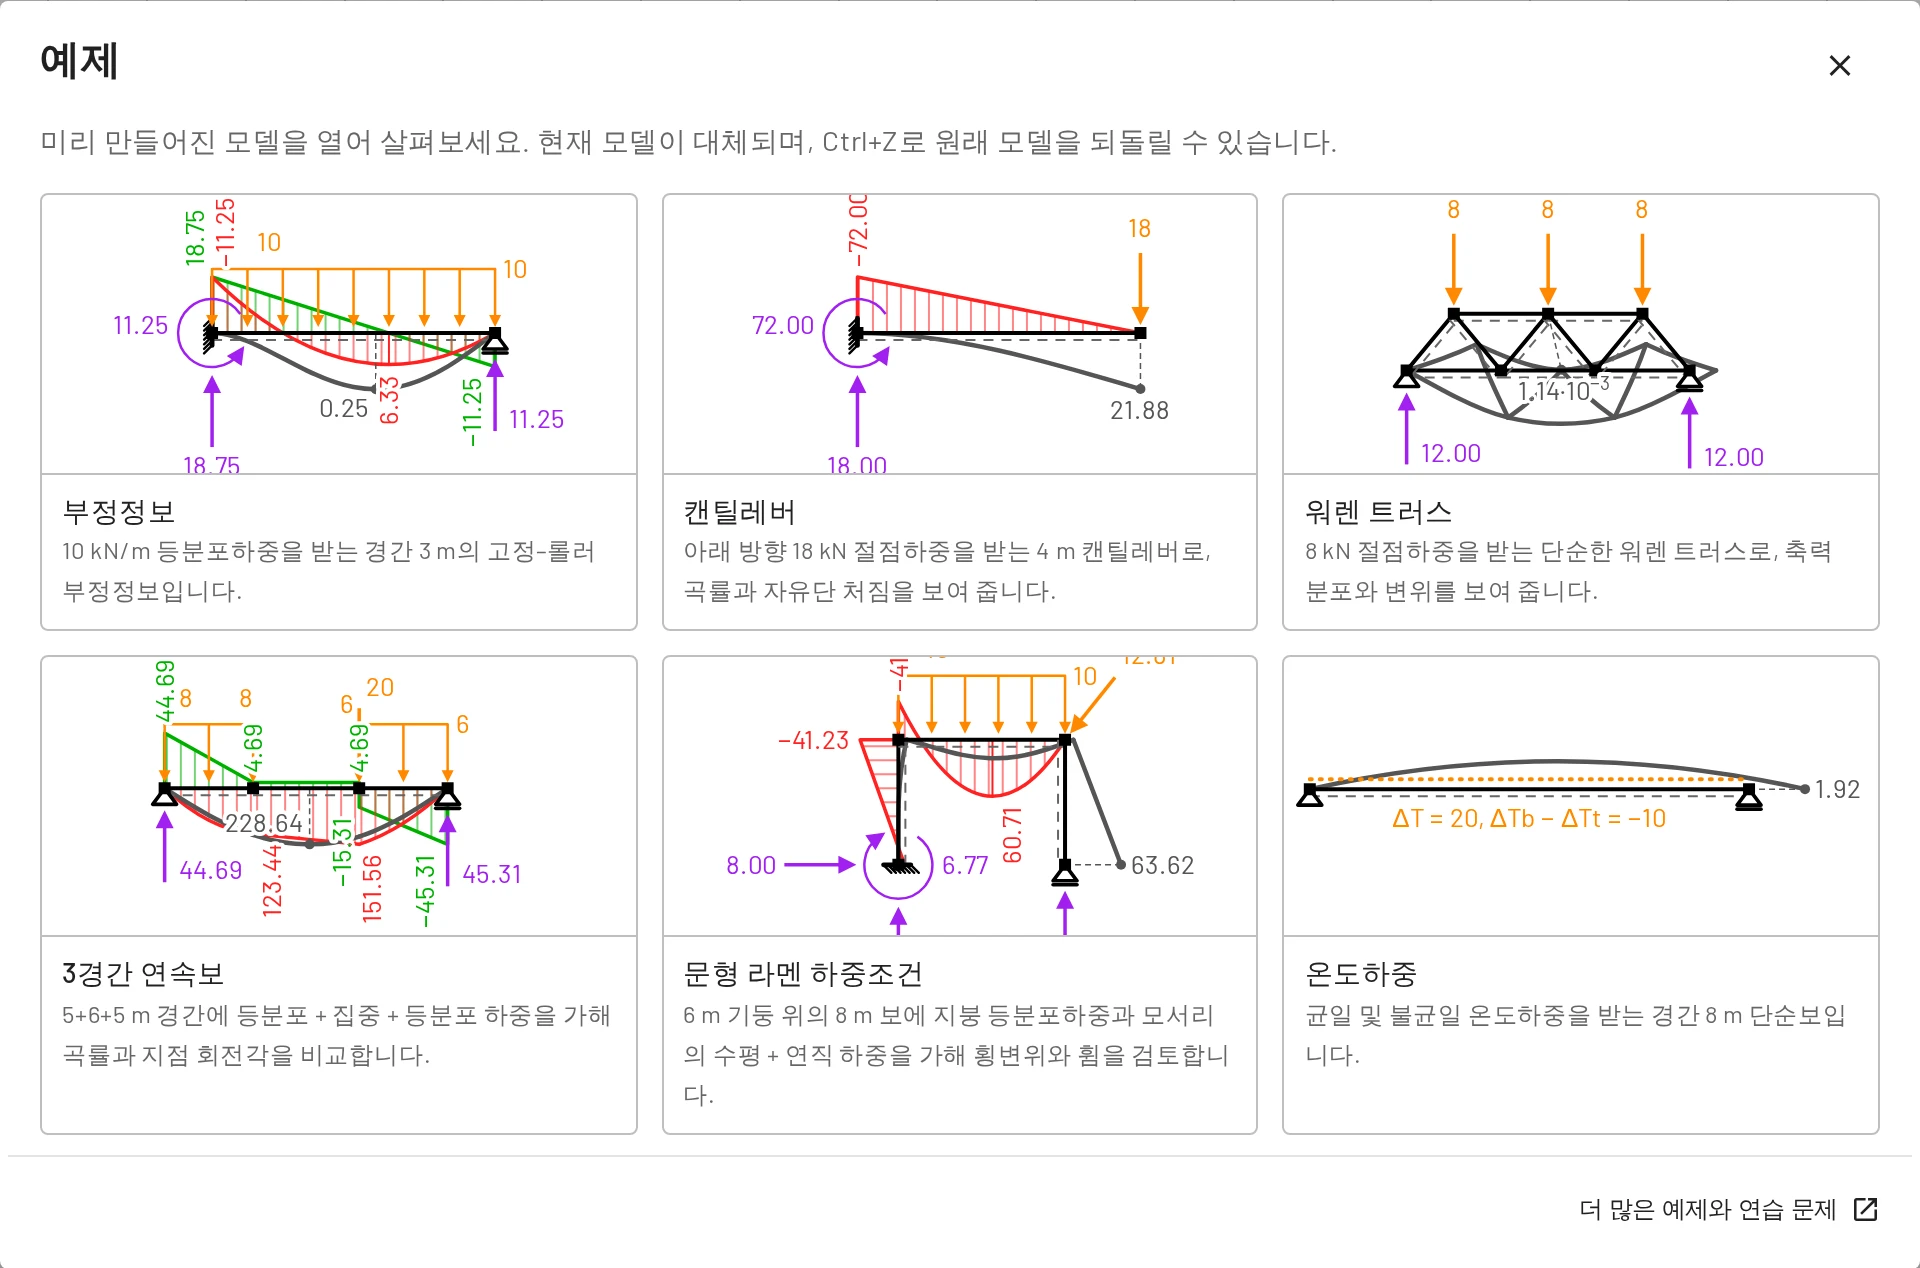 예제
미리 만들어진 모델을 열어 살펴보세요. 현재 모델이 대체되며, Ctrl+Z로 원래 모델을 되돌릴 수 있습니다.
18.75
−11.25
10
10
11.25
0.25
6.33
−11.25
11.25
18.75
부정정보
10 kN/m 등분포하중을 받는 경간 3 m의 고정-롤러
부정정보입니다.
−72.00
18
72.00
21.88
18.00
캔틸레버
아래 방향 18 kN 절점하중을 받는 4 m 캔틸레버로,
곡률과 자유단 처짐을 보여 줍니다.
8
8
8
1.14·10⁻³
12.00
12.00
워렌 트러스
8 kN 절점하중을 받는 단순한 워렌 트러스로, 축력
분포와 변위를 보여 줍니다.
44.69
8
8
6
20
6
4.69
4.69
228.64
44.69
123.44
−15.31
151.56
−45.31
45.31
3경간 연속보
5+6+5 m 경간에 등분포 + 집중 + 등분포 하중을 가해
곡률과 지점 회전각을 비교합니다.
10
−41.23
60.71
8.00
6.77
63.62
문형 라멘 하중조건
6 m 기둥 위의 8 m 보에 지붕 등분포하중과 모서리
의 수평 + 연직 하중을 가해 횡변위와 휨을 검토합니
다.
1.92
ΔT = 20, ΔTb − ΔTt = −10
온도하중
균일 및 불균일 온도하중을 받는 경간 8 m 단순보입
니다.
더 많은 예제와 연습 문제